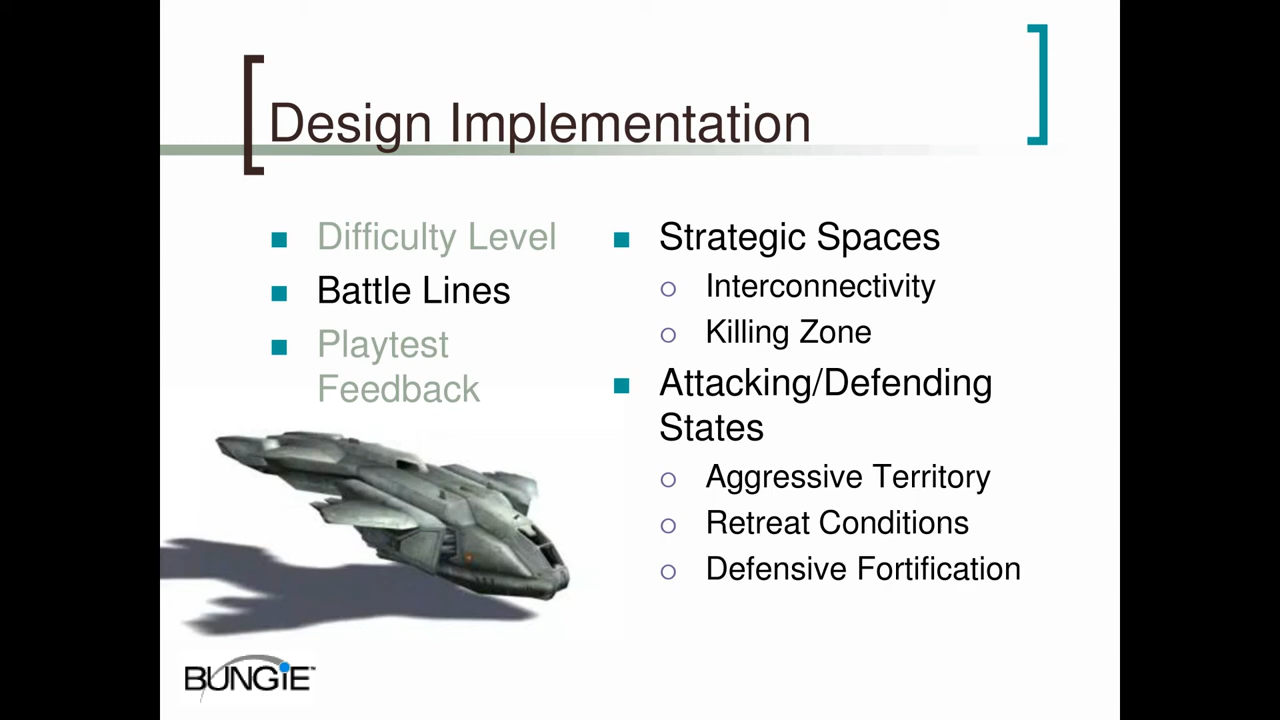 Design Implementation
Difficulty Level
Battle Lines
Playtest
Feedback
Strategic Spaces
Interconnectivity
Killing Zone
Attacking/Defending
States
Aggressive Territory
Retreat Conditions
Defensive Fortification
BUNGiE™